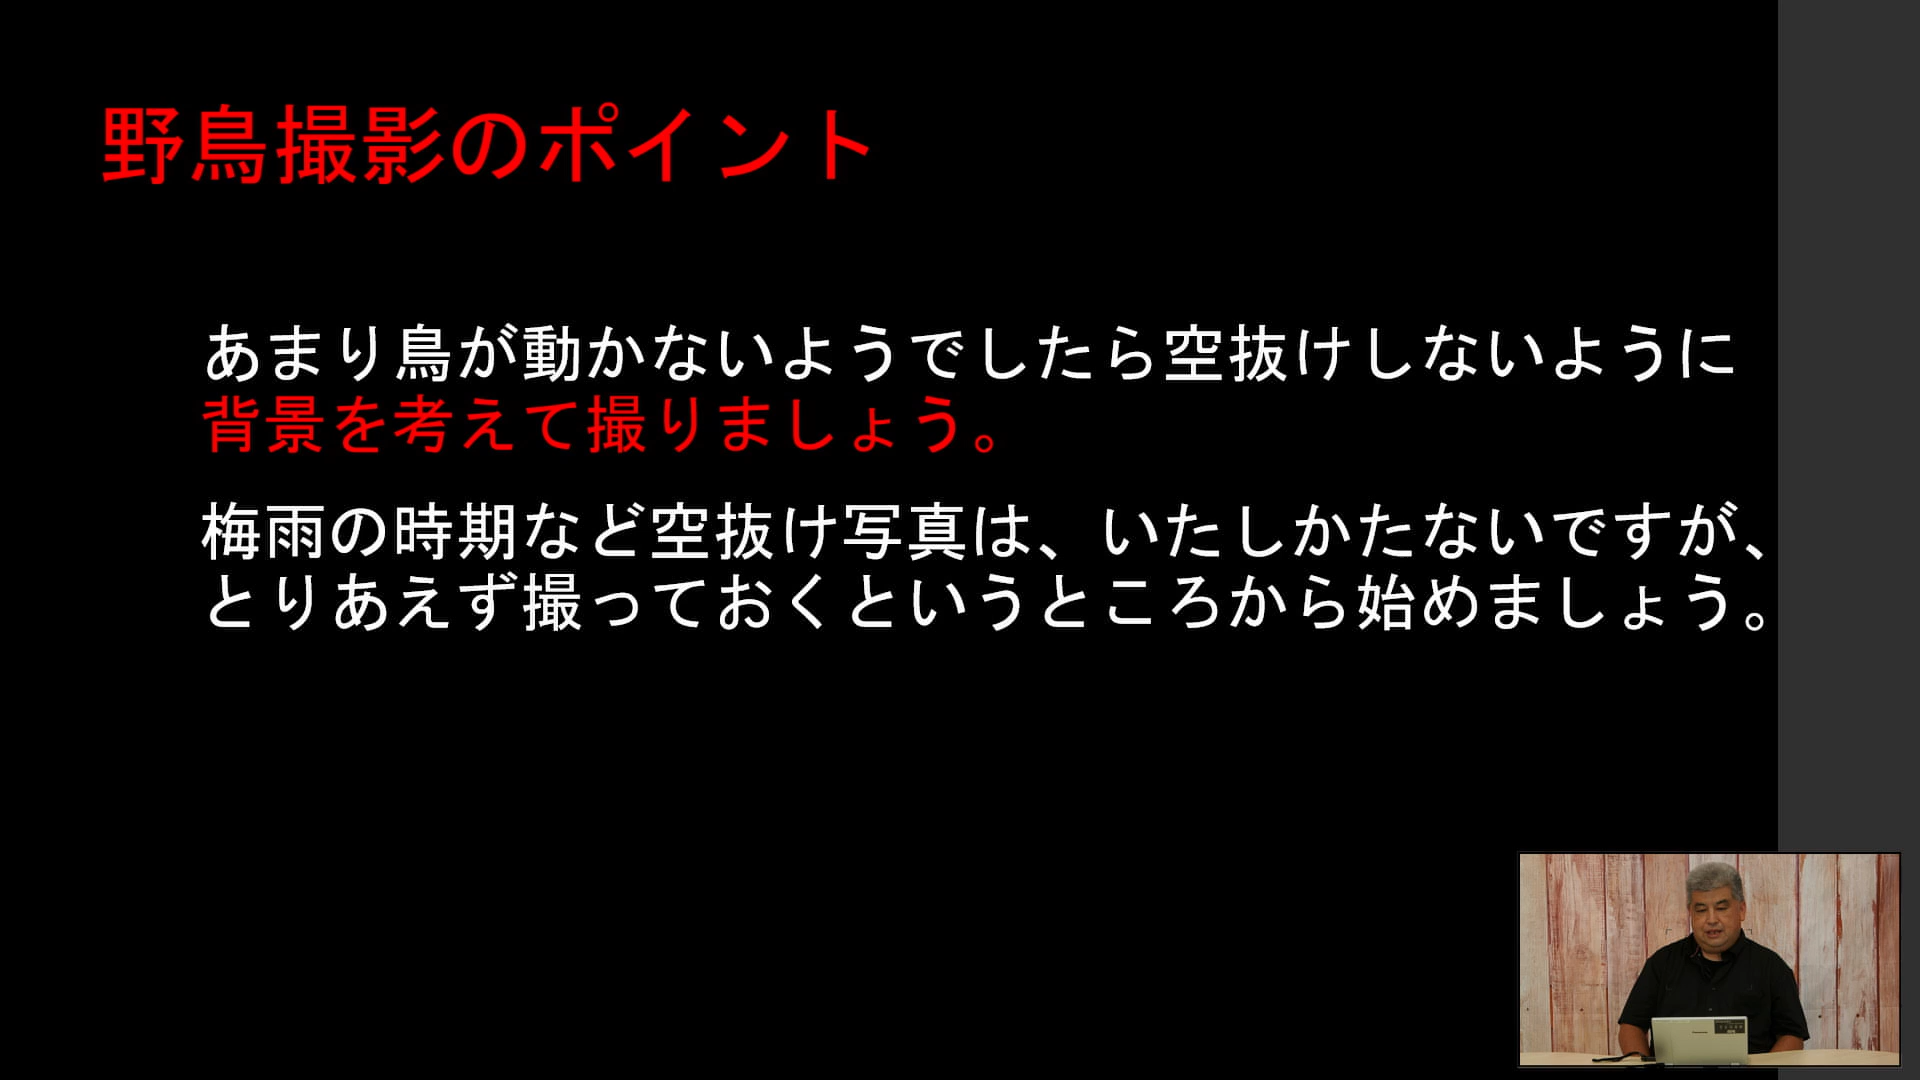 野鳥撮影のポイント
あまり鳥が動かないようでしたら空抜けしないように
背景を考えて撮りましょう。
梅雨の時期など空抜け写真は、いたしかたないですが、
とりあえず撮っておくというところから始めましょう。